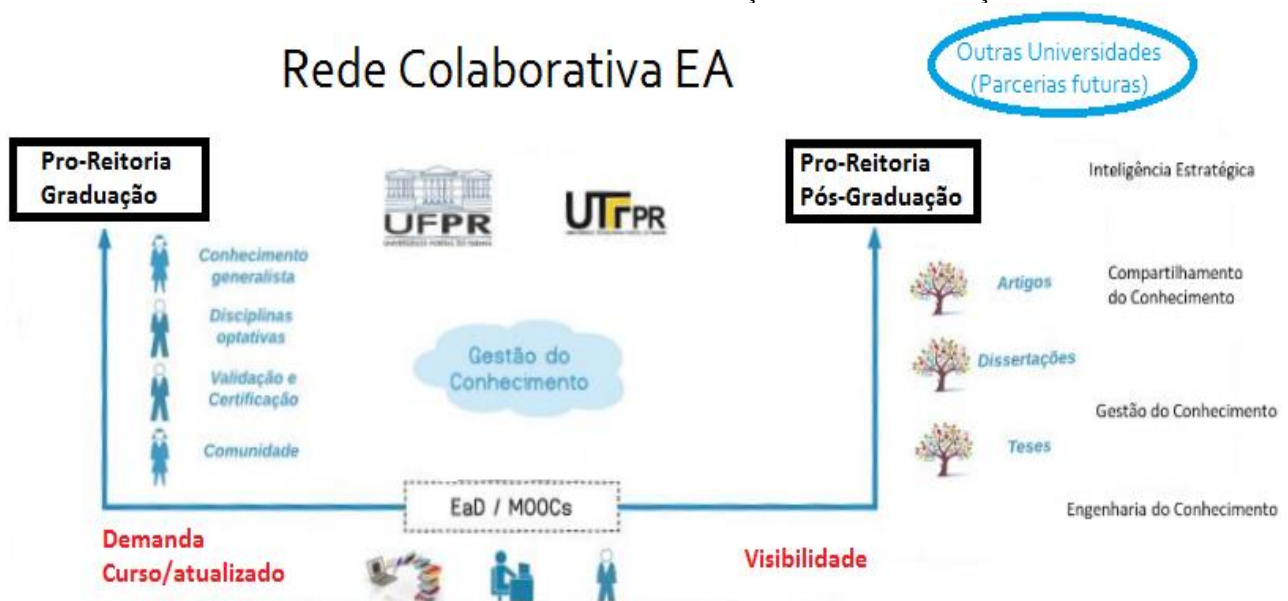 Rede Colaborativa EA
Outras Universidades
(Parcerias futuras)
Pro-Reitoria
Graduação
UFPR
UTFPR
Pro-Reitoria
Pós-Graduação
Inteligência Estratégica
Conhecimento
generalista
Disciplinas
optativas
Validação e
Certificação
Comunidade
Gestão do
Conhecimento
Artigos
Dissertações
Teses
Compartilhamento
do Conhecimento
Gestão do Conhecimento
Engenharia do Conhecimento
EaD / MOOCs
Demanda
Curso/atualizado
Visibilidade